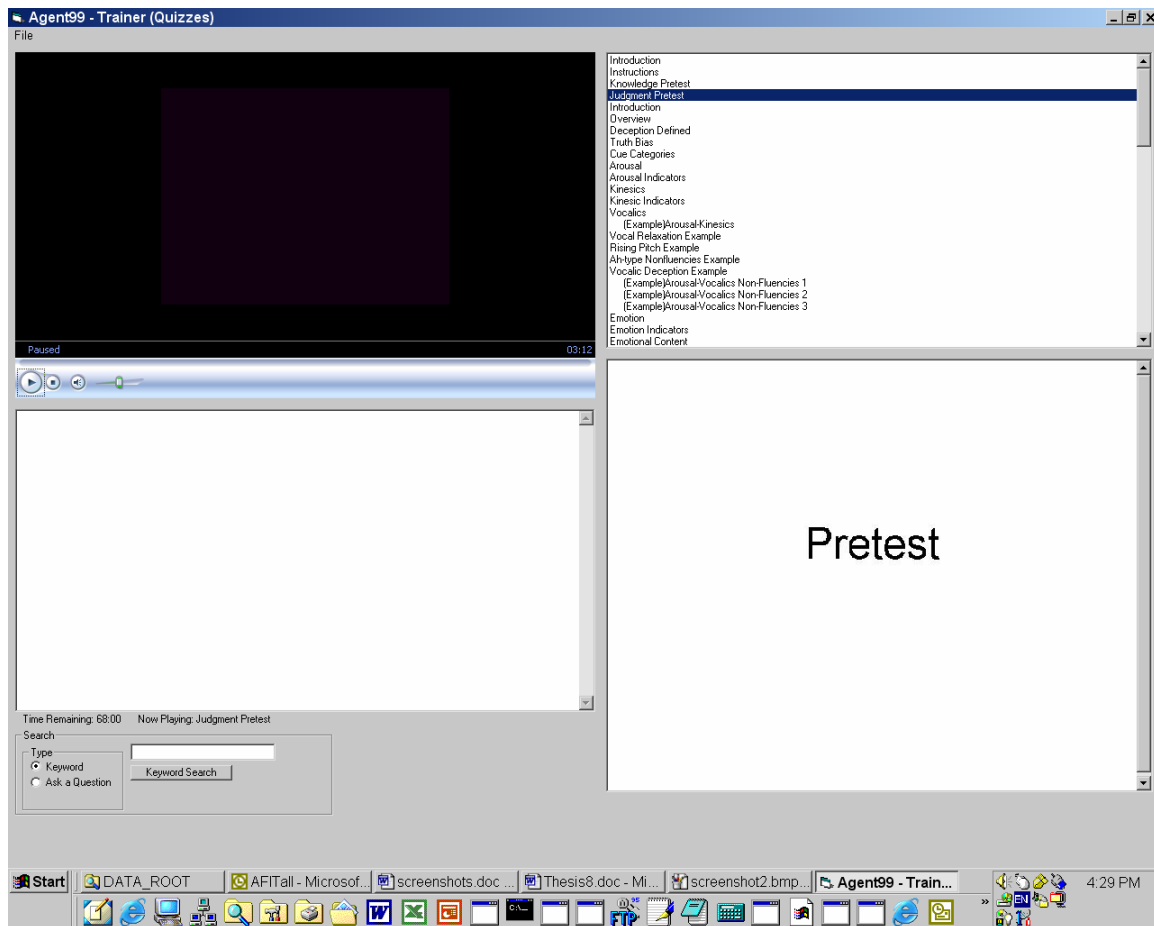 Agent99 - Trainer (Quizzes)
File
Paused 03:12
Introduction
Instructions
Knowledge Pretest
Judgment Pretest
Introduction
Overview
Deception Defined
Truth Bias
Cue Categories
Arousal
Arousal Indicators
Kinesics
Kinesic Indicators
Vocalics
(Example)Arousal-Kinesics
Vocal Relaxation Example
Rising Pitch Example
Ah-type Nonfluencies Example
Vocalic Deception Example
(Example)Arousal-Vocalics Non-Fluencies 1
(Example)Arousal-Vocalics Non-Fluencies 2
(Example)Arousal-Vocalics Non-Fluencies 3
Emotion
Emotion Indicators
Emotional Content
Pretest
Time Remaining: 68:00 Now Playing: Judgment Pretest
Search
Type
Keyword
Ask a Question
Keyword Search
Start DATA_ROOT AFITall - Microsof... screenshots.doc ... Thesis8.doc - Mi... screenshot2.bmp... Agent99 - Train... 4:29 PM
C:\_ FTP 95 » EN